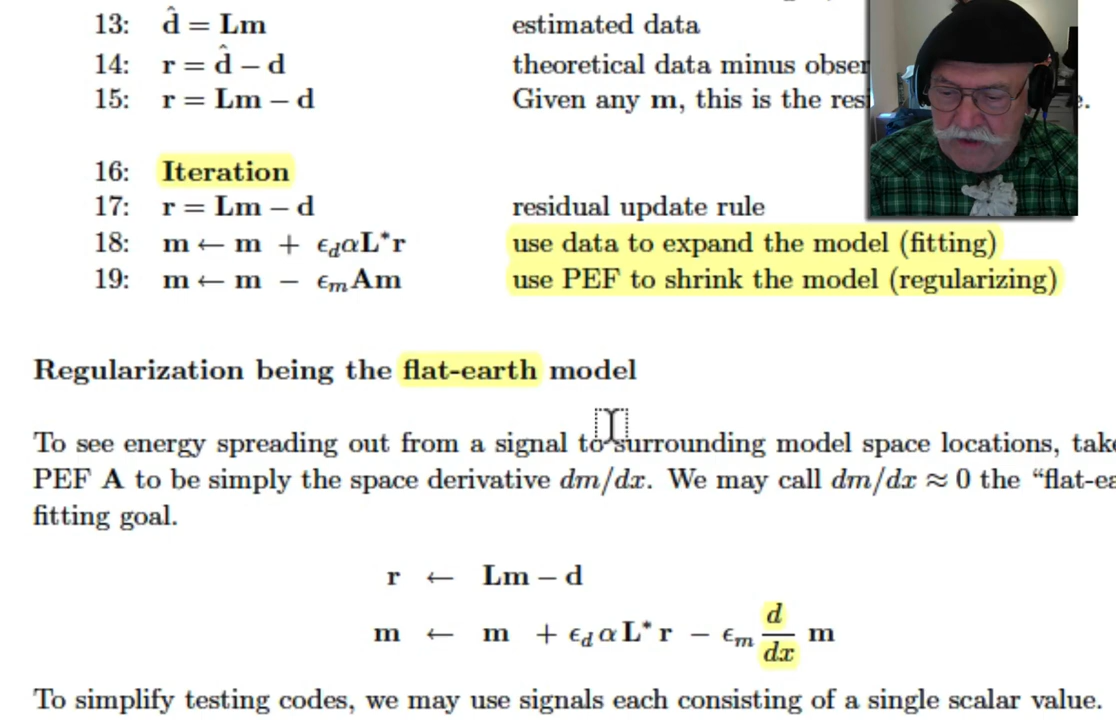 13: d̂ = Lm estimated data
14: r = d̂ − d theoretical data minus
15: r = Lm − d Given any m, this is the
16: Iteration
17: r = Lm − d residual update rule
18: m ← m + ϵ_d αL*r use data to expand the model (fitting)
19: m ← m − ϵ_m Am use PEF to shrink the model (regularizing)
Regularization being the flat-earth model
To see energy spreading out from a signal to surrounding model space locations,
PEF A to be simply the space derivative dm/dx. We may call dm/dx ≈ 0 the
fitting goal.
r ← Lm − d
m ← m + ϵ_d αL* r − ϵ_m d/dx m
To simplify testing codes, we may use signals each consisting of a single scalar value.